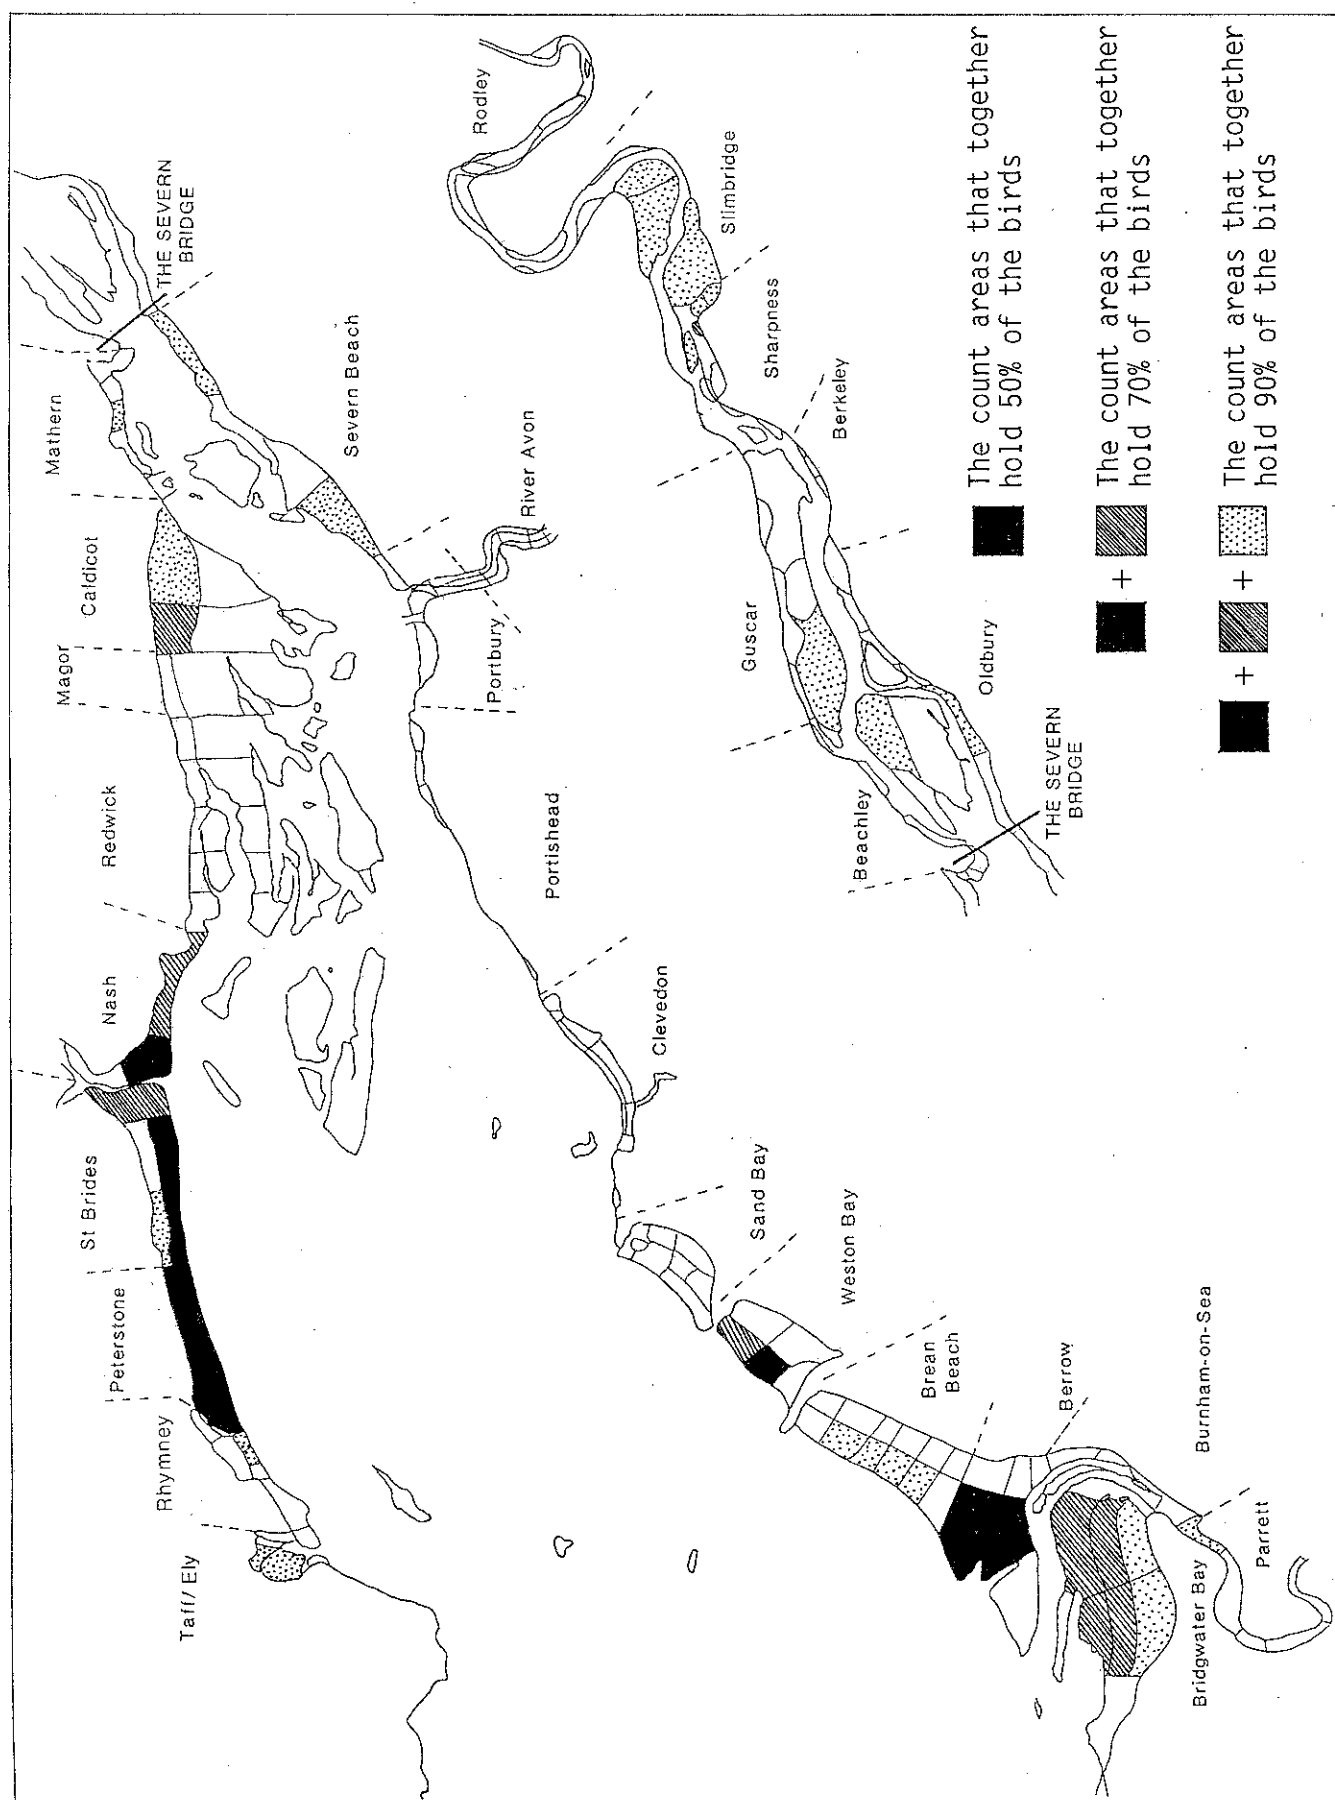 Rodley
Slimbridge
Sharpness
Berkeley
Guscar
Oldbury
Beachley
THE SEVERN
BRIDGE
THE SEVERN
BRIDGE
Mathern
Severn Beach
River Avon
Caldicot
Magor
Portbury
Redwick
Portishead
Nash
Clevedon
St Brides
Sand Bay
Peterstone
Weston Bay
Rhymney
Brean
Beach
Taff/ Ely
Berrow
Burnham-on-Sea
Bridgwater Bay
Parrett
The count areas that together
hold 50% of the birds
+
The count areas that together
hold 70% of the birds
+ +
The count areas that together
hold 90% of the birds